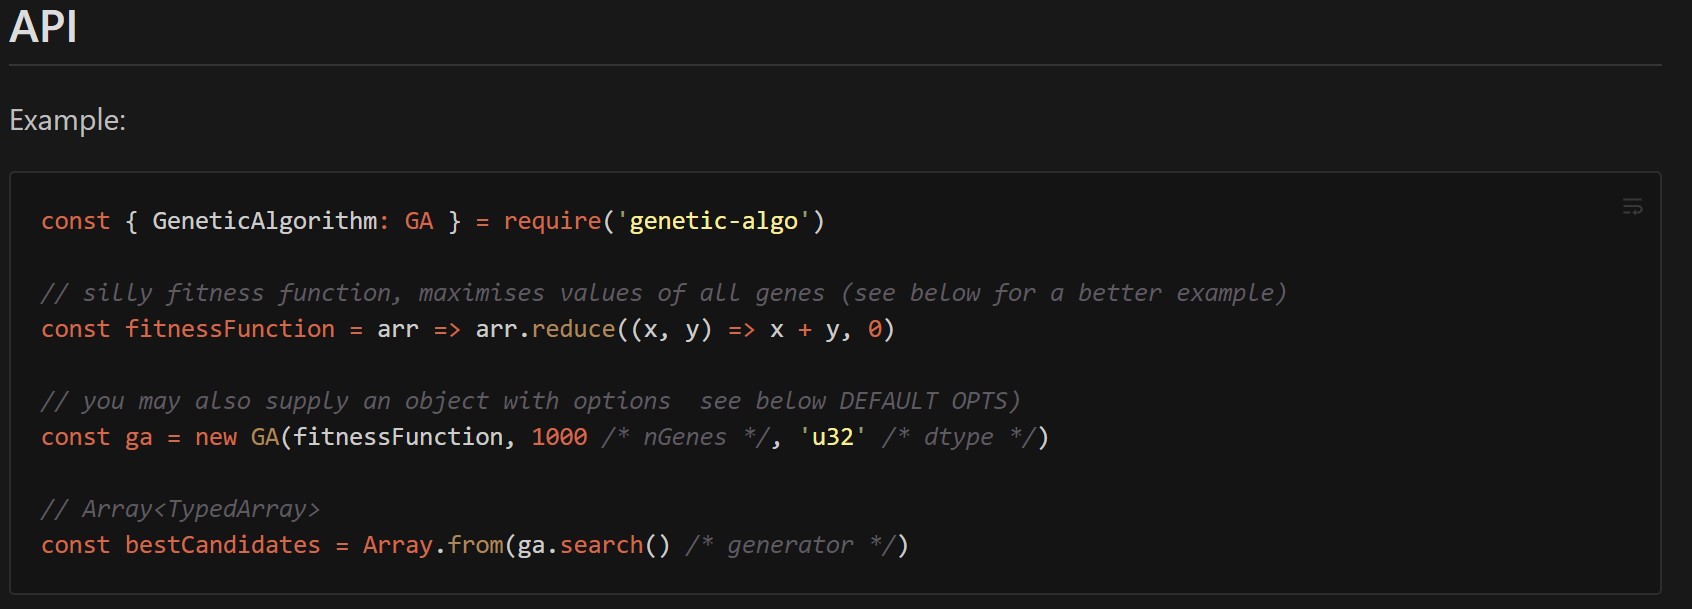 API
Example:
const { GeneticAlgorithm: GA } = require('genetic-algo')
// silly fitness function, maximises values of all genes (see below for a better example)
const fitnessFunction = arr => arr.reduce((x, y) => x + y, 0)
// you may also supply an object with options  see below DEFAULT OPTS)
const ga = new GA(fitnessFunction, 1000 /* nGenes */, 'u32' /* dtype */)
// Array<TypedArray>
const bestCandidates = Array.from(ga.search() /* generator */)